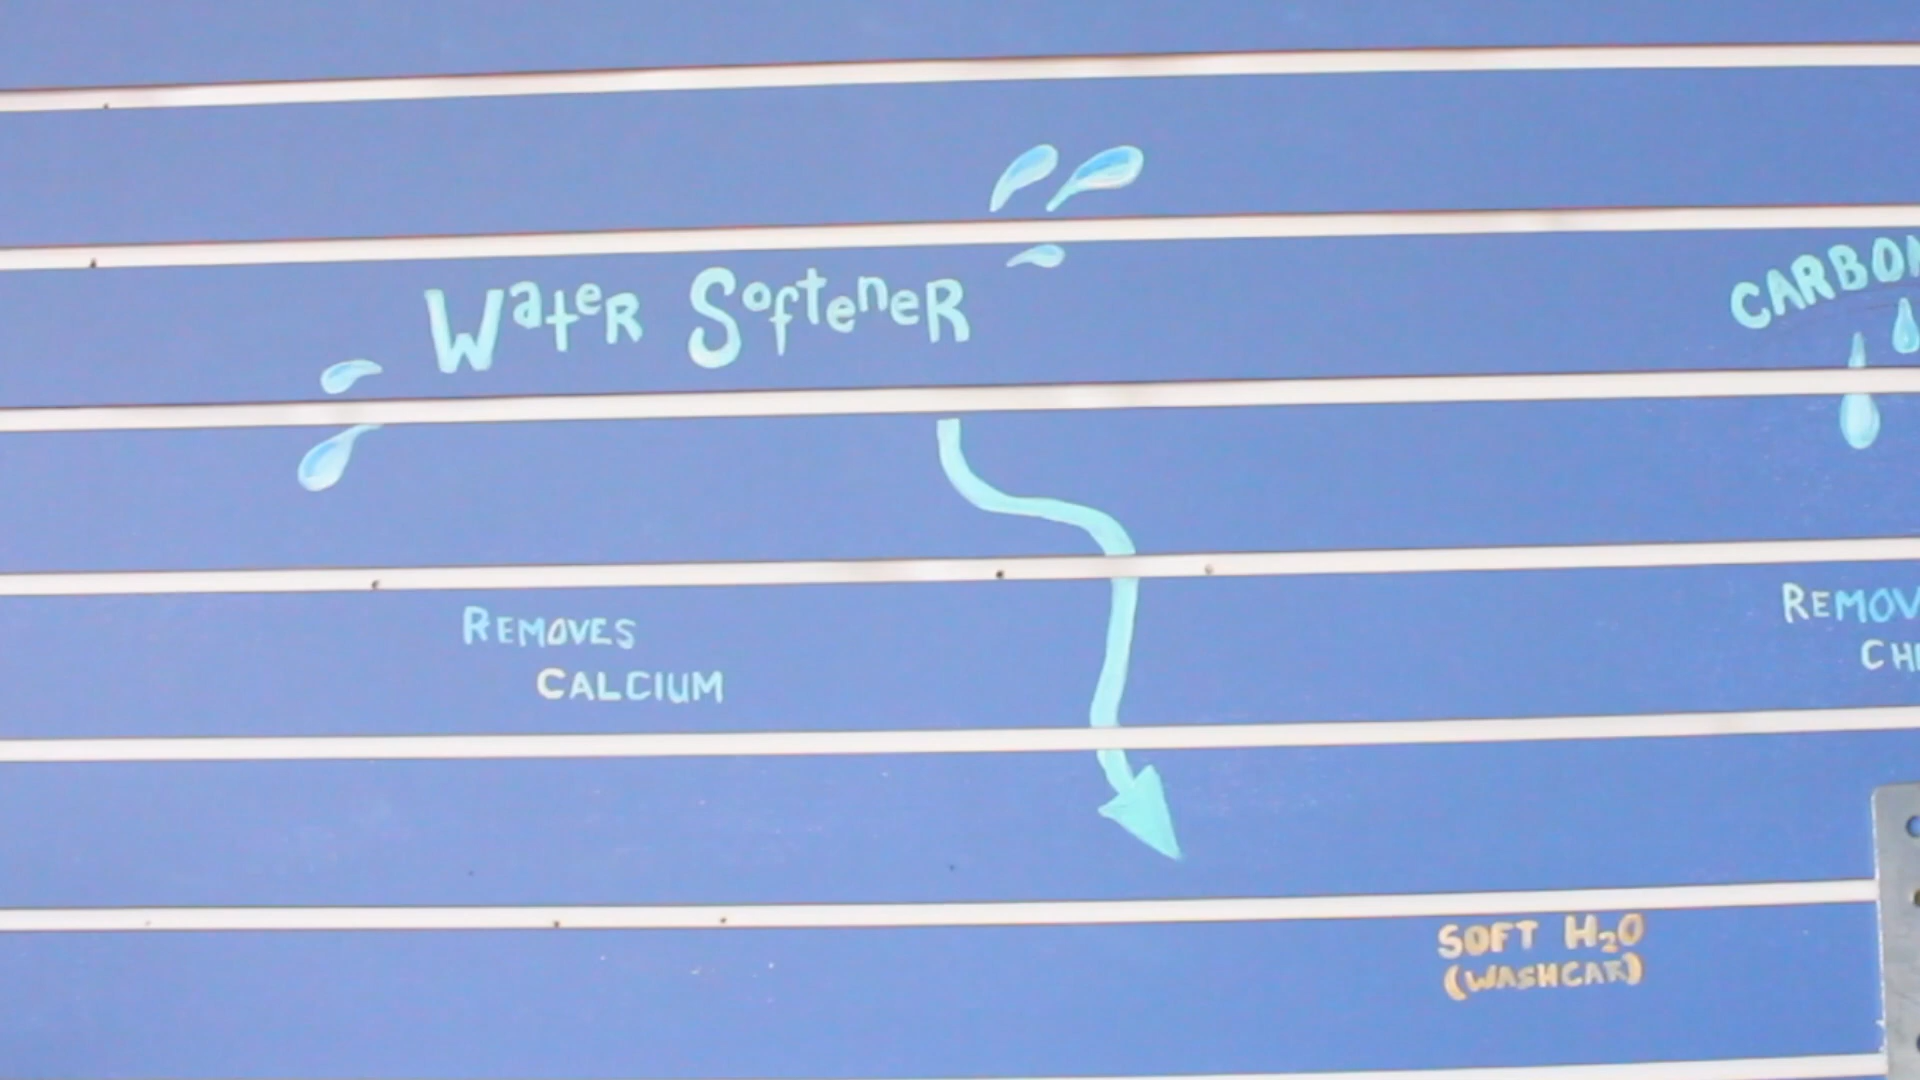 Water Softener
CARBON
REMOVES
CALCIUM
REMOV
CH
SOFT H₂O
(WASHCAR)